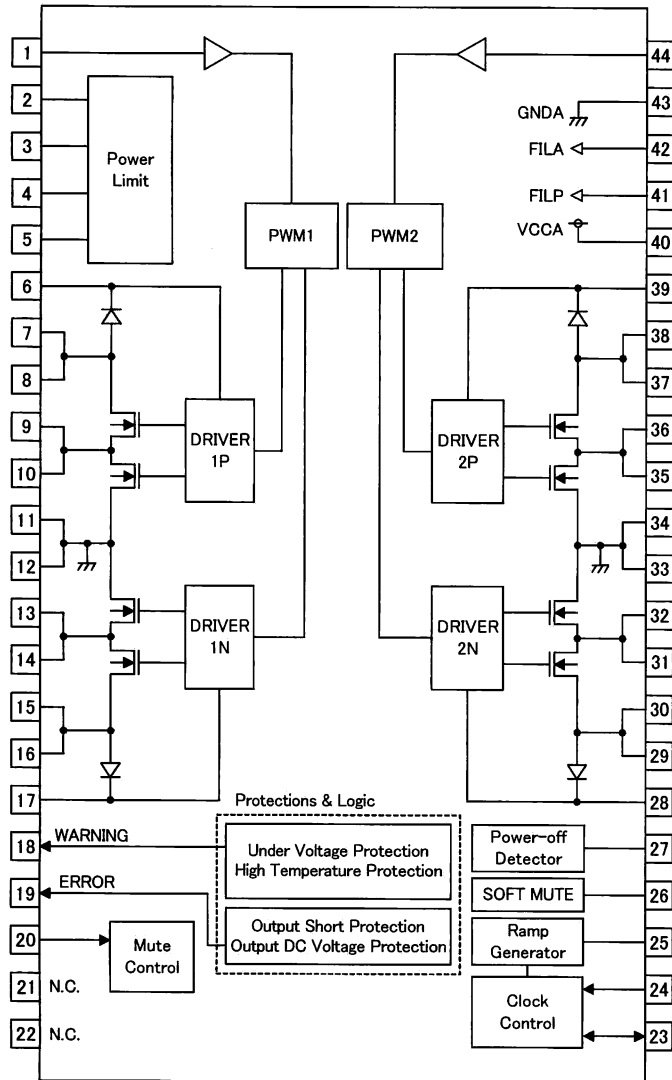 1
2
3
4
5
6
7
8
9
10
11
12
13
14
15
16
17
18
19
20
21
22
Power
Limit
PWM1
PWM2
GNDA
FILA
FILP
VCCA
DRIVER
1P
DRIVER
2P
DRIVER
1N
DRIVER
2N
Protections & Logic
WARNING
Under Voltage Protection
High Temperature Protection
ERROR
Output Short Protection
Output DC Voltage Protection
Mute
Control
N.C.
N.C.
Power-off
Detector
SOFT MUTE
Ramp
Generator
Clock
Control
44
43
42
41
40
39
38
37
36
35
34
33
32
31
30
29
28
27
26
25
24
23